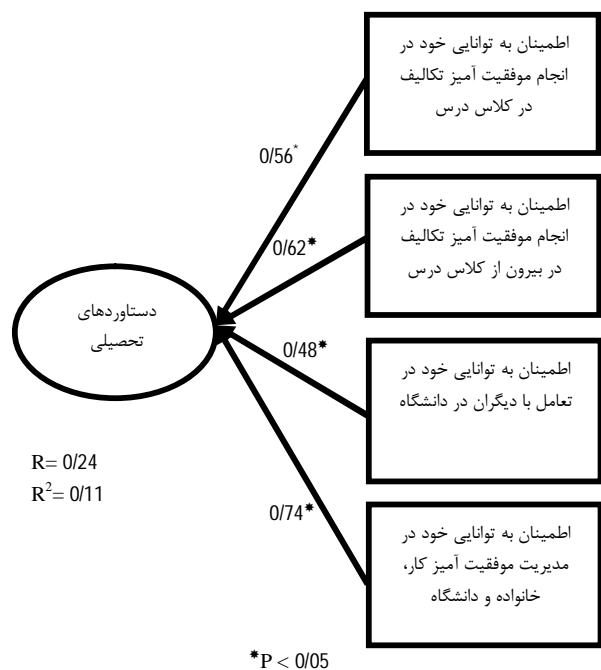 اطمینان به توانایی خود در
انجام موفقیت آمیز تکالیف
در کلاس درس
0/56*
اطمینان به توانایی خود در
انجام موفقیت آمیز تکالیف
در بیرون از کلاس درس
0/62*
دستاوردهای
تحصیلی
اطمینان به توانایی خود در
تعامل با دیگران در دانشگاه
0/48*
R= 0/24
R²= 0/11
اطمینان به توانایی خود در
مدیریت موفقیت آمیز کار،
خانواده و دانشگاه
0/74*
*P < 0/05